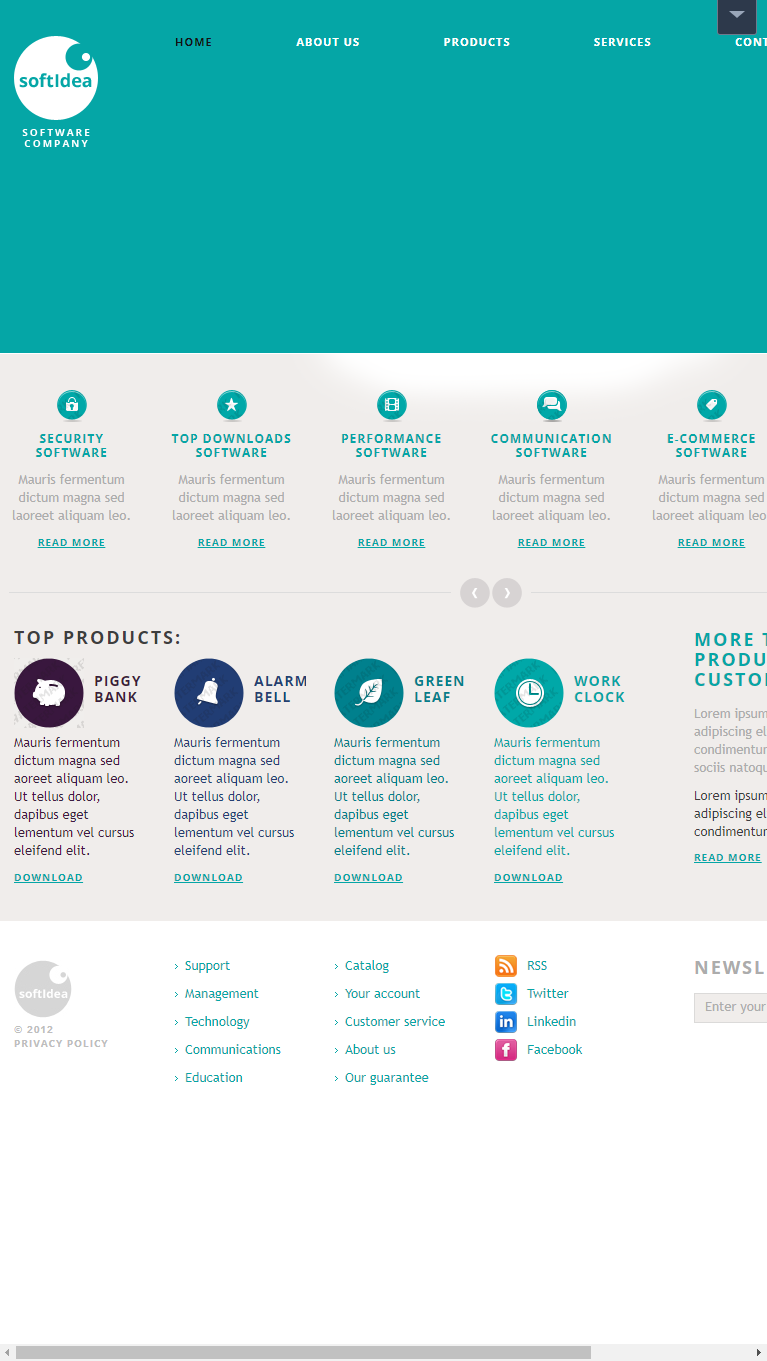 HOME
ABOUT US
PRODUCTS
SERVICES
softIdea
SOFTWARE
COMPANY
SECURITY
SOFTWARE
Mauris fermentum
dictum magna sed
laoreet aliquam leo.
READ MORE
TOP DOWNLOADS
SOFTWARE
Mauris fermentum
dictum magna sed
laoreet aliquam leo.
READ MORE
PERFORMANCE
SOFTWARE
Mauris fermentum
dictum magna sed
laoreet aliquam leo.
READ MORE
COMMUNICATION
SOFTWARE
Mauris fermentum
dictum magna sed
laoreet aliquam leo.
READ MORE
E-COMMERCE
SOFTWARE
Mauris fermentum
dictum magna sed
laoreet aliquam leo.
READ MORE
TOP PRODUCTS:
PIGGY
BANK
Mauris fermentum
dictum magna sed
aoreet aliquam leo.
Ut tellus dolor,
dapibus eget
lementum vel cursus
eleifend elit.
DOWNLOAD
ALARM
BELL
Mauris fermentum
dictum magna sed
aoreet aliquam leo.
Ut tellus dolor,
dapibus eget
lementum vel cursus
eleifend elit.
DOWNLOAD
GREEN
LEAF
Mauris fermentum
dictum magna sed
aoreet aliquam leo.
Ut tellus dolor,
dapibus eget
lementum vel cursus
eleifend elit.
DOWNLOAD
WORK
CLOCK
Mauris fermentum
dictum magna sed
aoreet aliquam leo.
Ut tellus dolor,
dapibus eget
lementum vel cursus
eleifend elit.
DOWNLOAD
MORE
Lorem ipsum
adipiscing
sociis
Lorem ipsum
adipiscing
READ MORE
softIdea
© 2012
PRIVACY POLICY
Support
Management
Technology
Communications
Education
Catalog
Your account
Customer service
About us
Our guarantee
RSS
Twitter
Linkedin
Facebook
Enter your